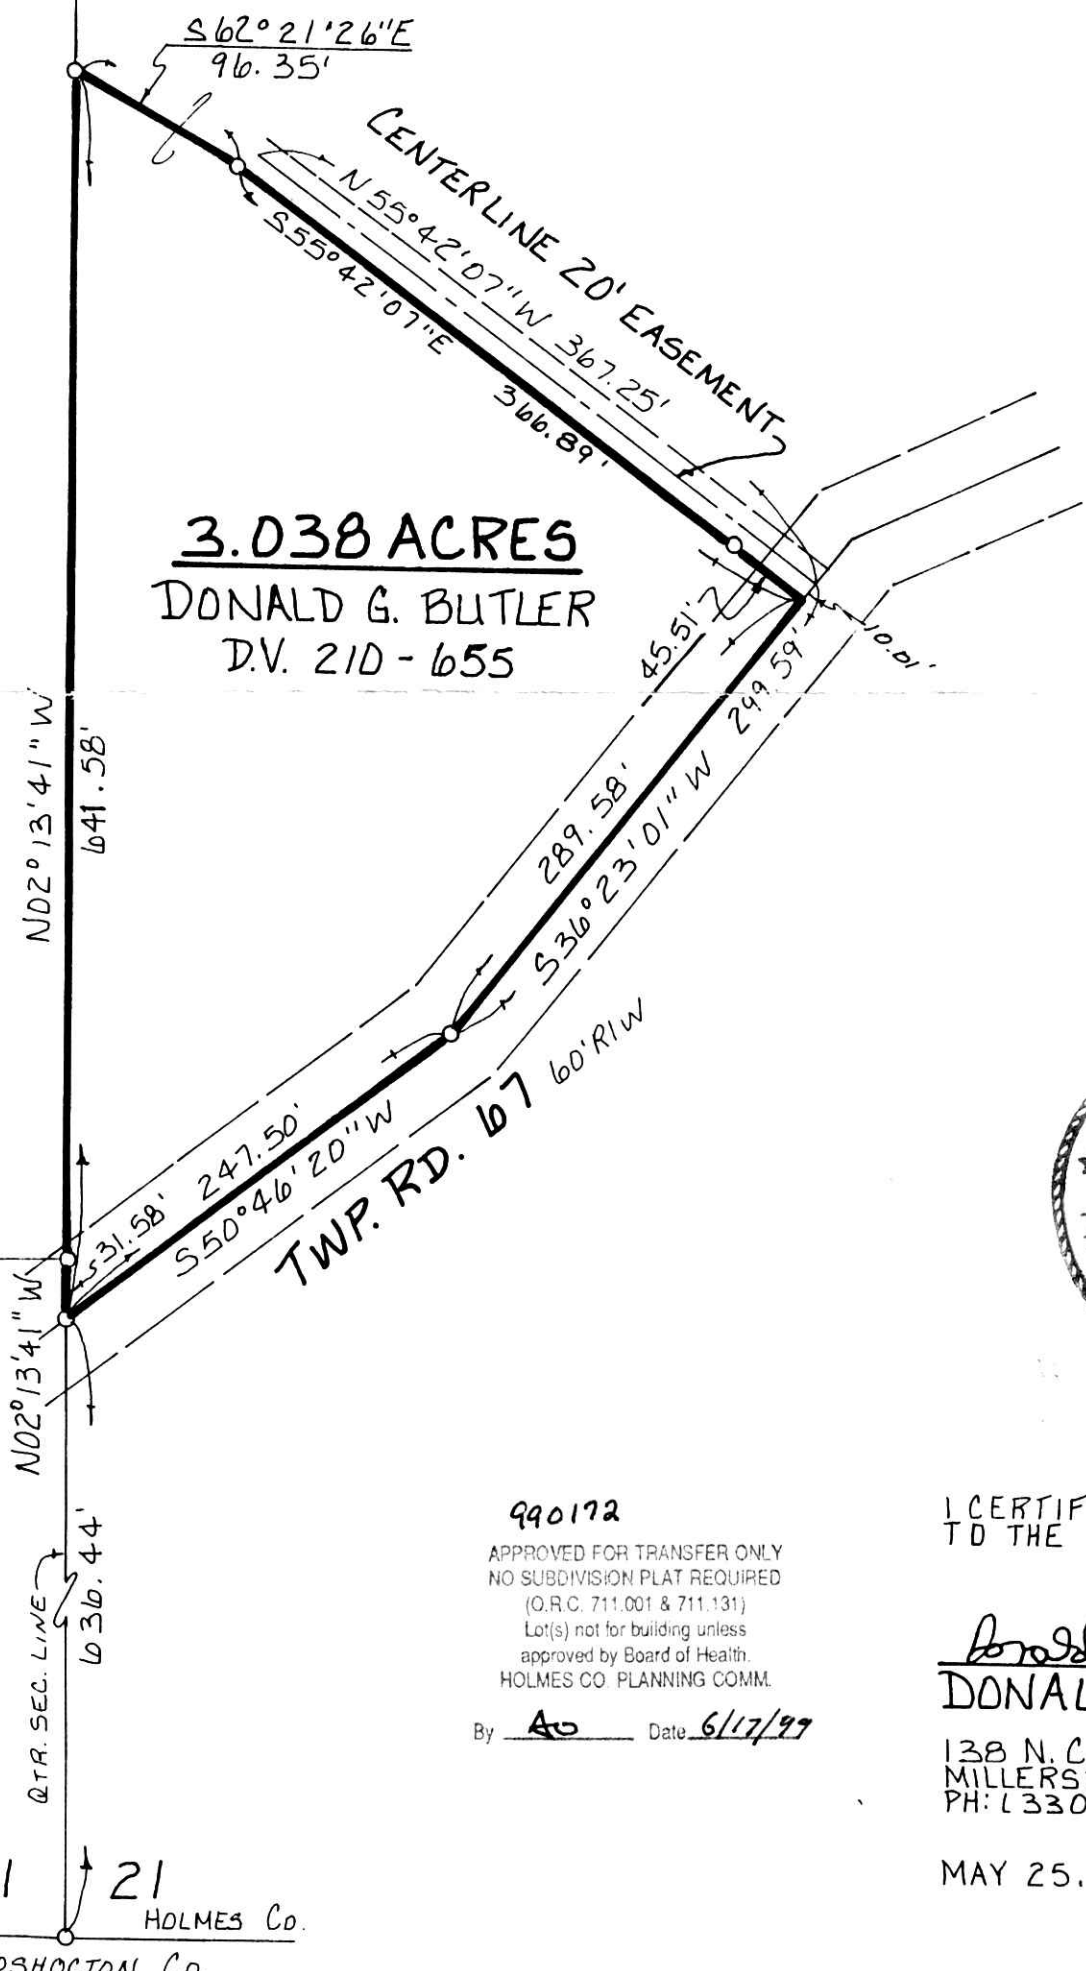 S62°21'26"E
96.35'
CENTERLINE 20' EASEMENT
N55°42'07"W 367.25'
S55°42'07"E
366.89'
3.038 ACRES
DONALD G. BUTLER
D.V. 210-655
45.51'
10.01'
249.59'
N02°13'41"W
641.58'
289.58'
S36°23'01"W
TWP. RD. 67 60' R/W
247.50'
31.58'
S50°46'20"W
N02°13'41"W
636.44'
QTR. SEC. LINE
990172
APPROVED FOR TRANSFER ONLY
NO SUBDIVISION PLAT REQUIRED
(O.R.C. 711.001 & 711.131)
Lot(s) not for building unless
approved by Board of Health.
HOLMES CO. PLANNING COMM.
By AO Date 6/17/99
I CERTIF
TO THE
DONAL
138 N. C
MILLERS
PH: (330
MAY 25,
1 21
HOLMES CO.
OSHOCTON CO.